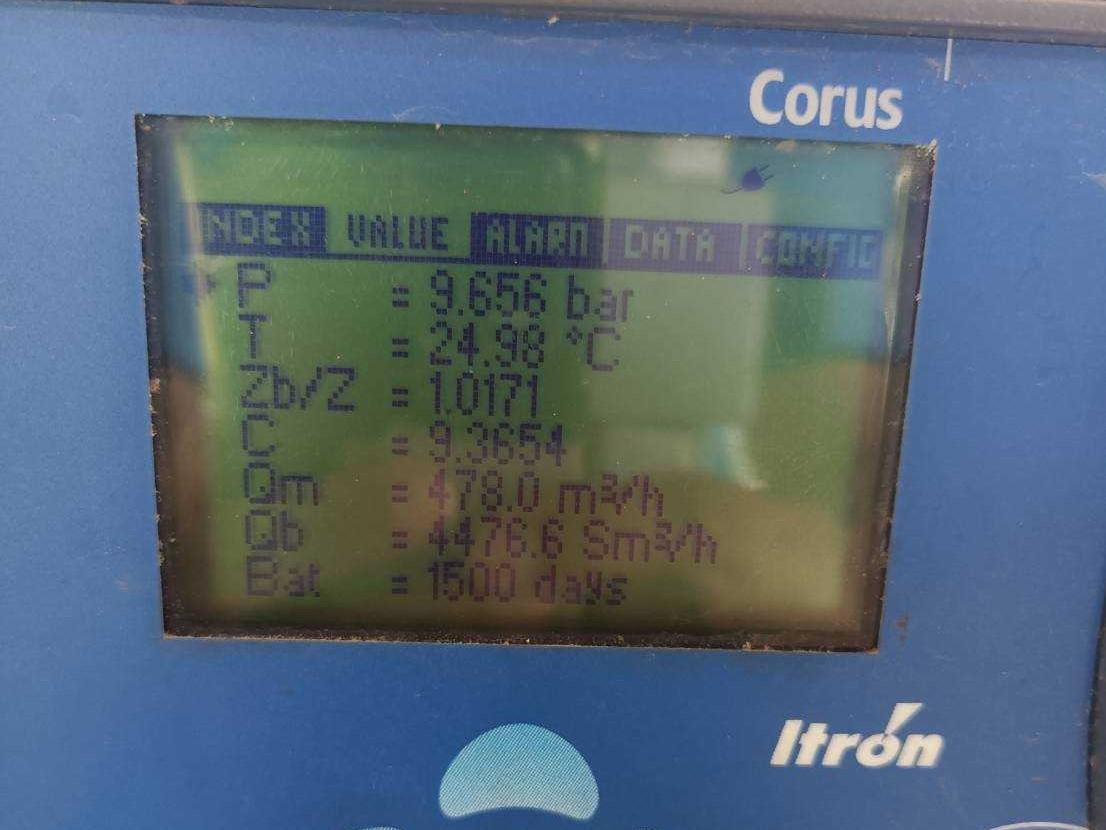 Corus
INDEX VALUE ALARM DATA CONFIG
P = 9.656 bar
T = 24.98 °C
Zb/Z = 1.0171
C = 9.3654
Qm = 478.0 m³/h
Qb = 4476.6 Sm³/h
Bat = 1500 days
Itron